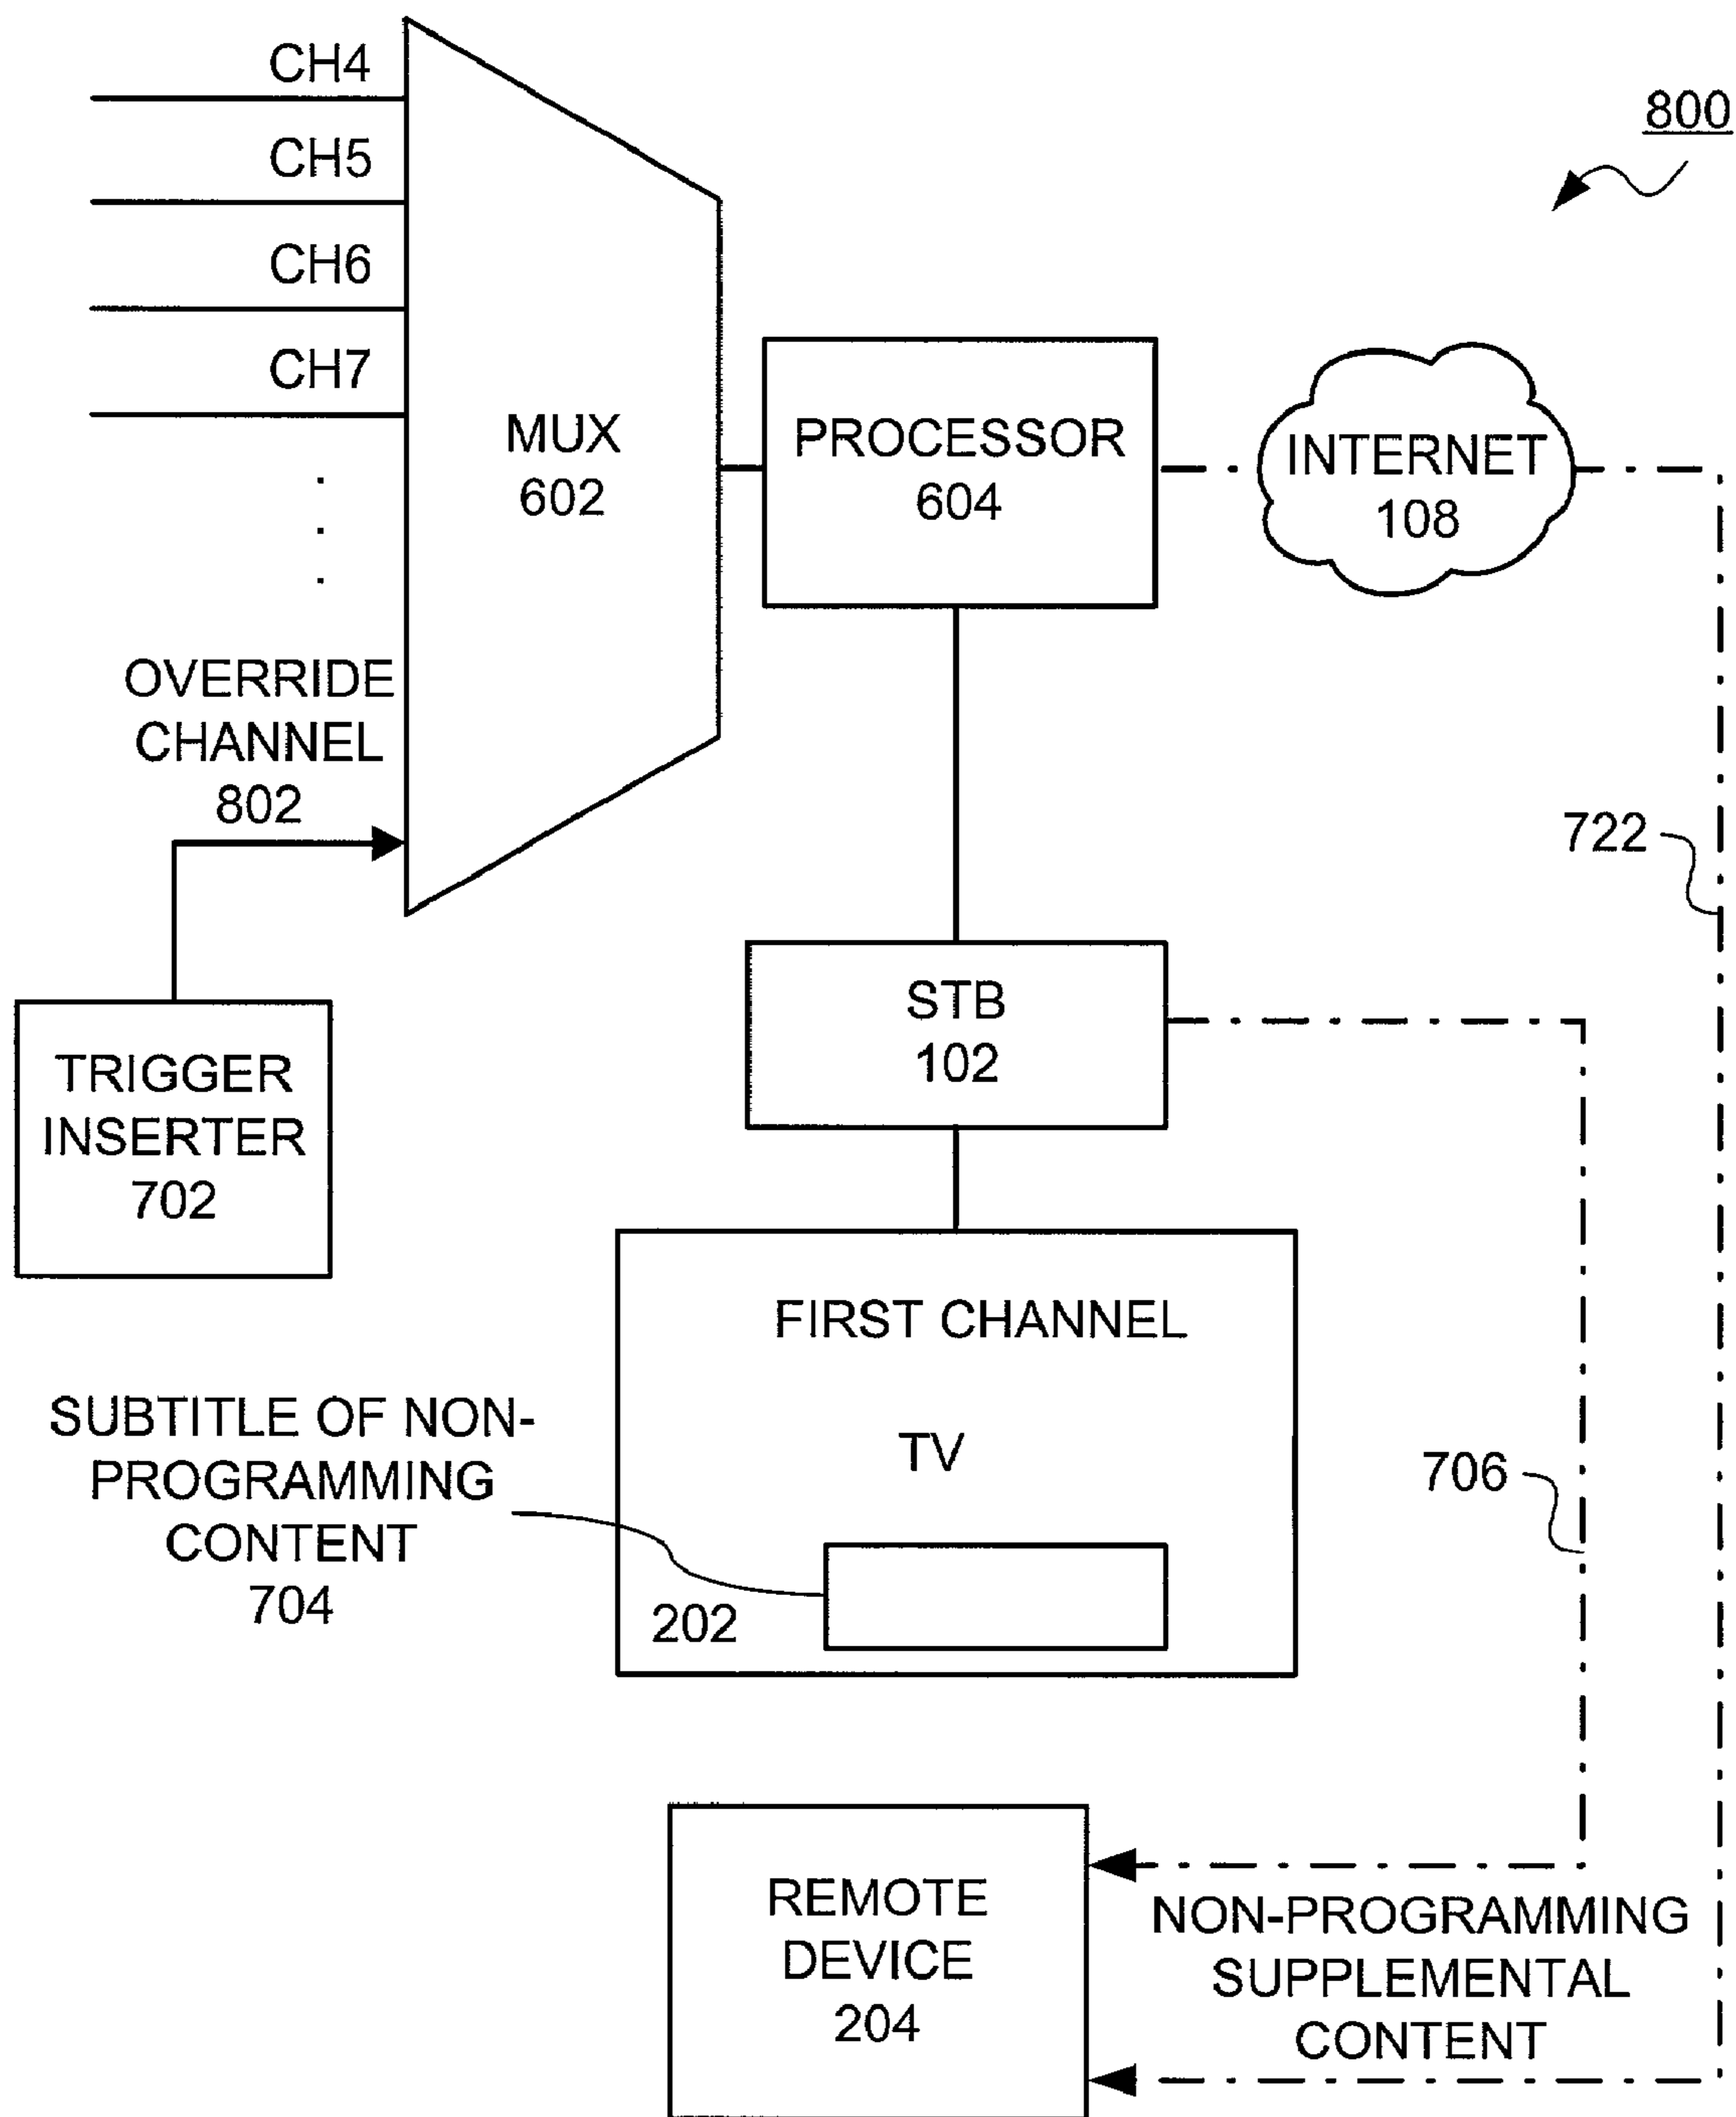 CH4
CH5
CH6
CH7
.
.
.
OVERRIDE
CHANNEL
802
MUX
602
PROCESSOR
604
INTERNET
108
800
722
STB
102
TRIGGER
INSERTER
702
FIRST CHANNEL
TV
202
SUBTITLE OF NON-
PROGRAMMING
CONTENT
704
706
REMOTE
DEVICE
204
NON-PROGRAMMING
SUPPLEMENTAL
CONTENT